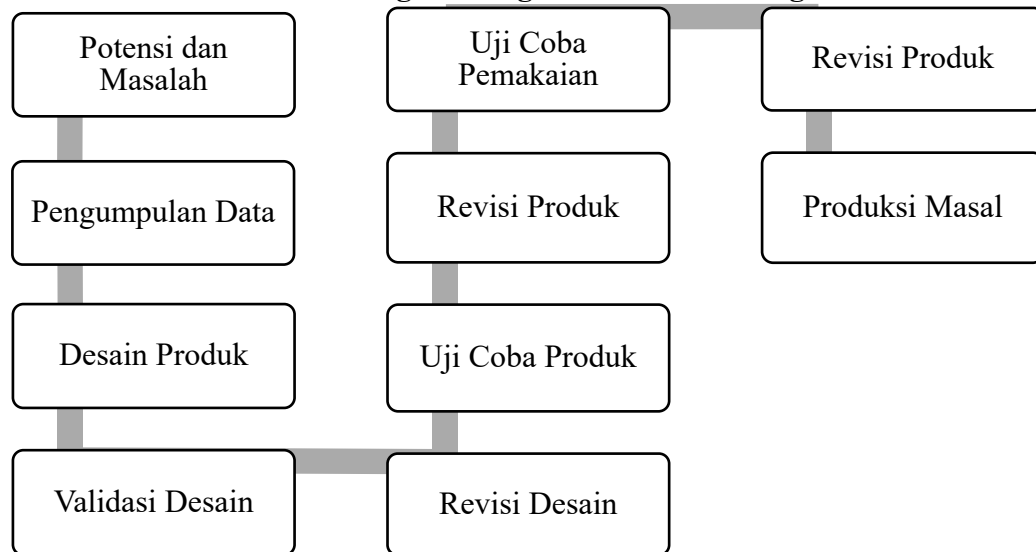 Potensi dan
Masalah
Pengumpulan Data
Desain Produk
Validasi Desain
Revisi Desain
Uji Coba Produk
Revisi Produk
Uji Coba
Pemakaian
Revisi Produk
Produksi Masal